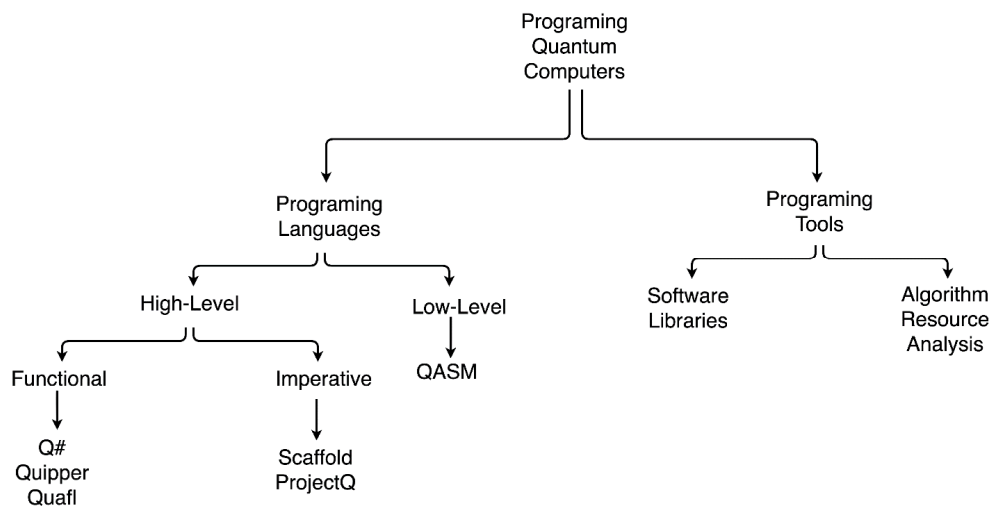 Programing
Quantum
Computers
Programing
Languages
Programing
Tools
High-Level
Low-Level
Software
Libraries
Algorithm
Resource
Analysis
Functional
Imperative
QASM
Q#
Quipper
Quafl
Scaffold
ProjectQ